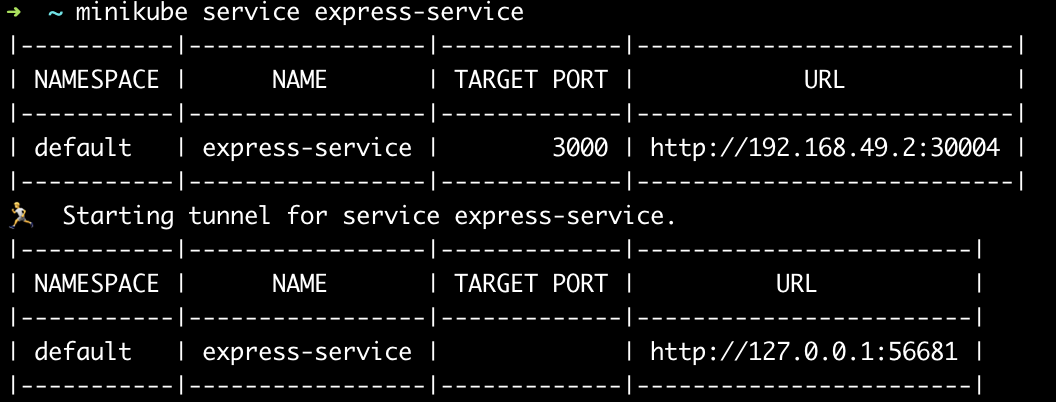 ➜  ~ minikube service express-service
|-----------|-----------------|-------------|---------------------------|
| NAMESPACE |      NAME       | TARGET PORT |            URL            |
|-----------|-----------------|-------------|---------------------------|
| default   | express-service |        3000 | http://192.168.49.2:30004 |
|-----------|-----------------|-------------|---------------------------|
🏃  Starting tunnel for service express-service.
|-----------|-----------------|-------------|------------------------|
| NAMESPACE |      NAME       | TARGET PORT |          URL           |
|-----------|-----------------|-------------|------------------------|
| default   | express-service |             | http://127.0.0.1:56681 |
|-----------|-----------------|-------------|------------------------|